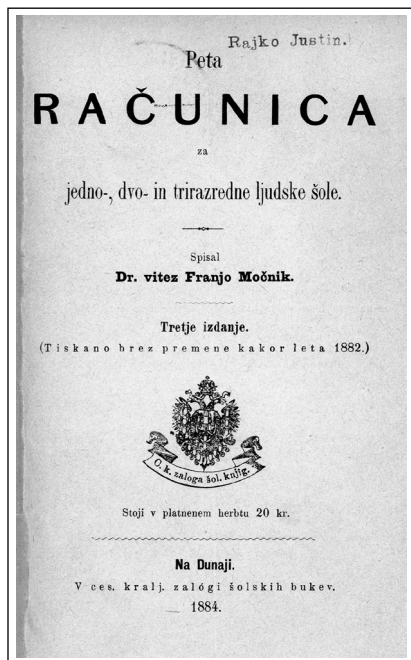 Rajko Justin.
Peta
RAČUNICA
za
jedno-, dvo- in trirazredne ljudske šole.
Spisal
Dr. vitez Franjo Močnik.
Tretje izdanje.
(Tiskano brez premene kakor leta 1882.)
C. k. zaloga šol. knjig.
Stoji v platnenem herbtu 20 kr.
Na Dunaji.
V ces. kralj. zalógi šolskih bukev.
1884.